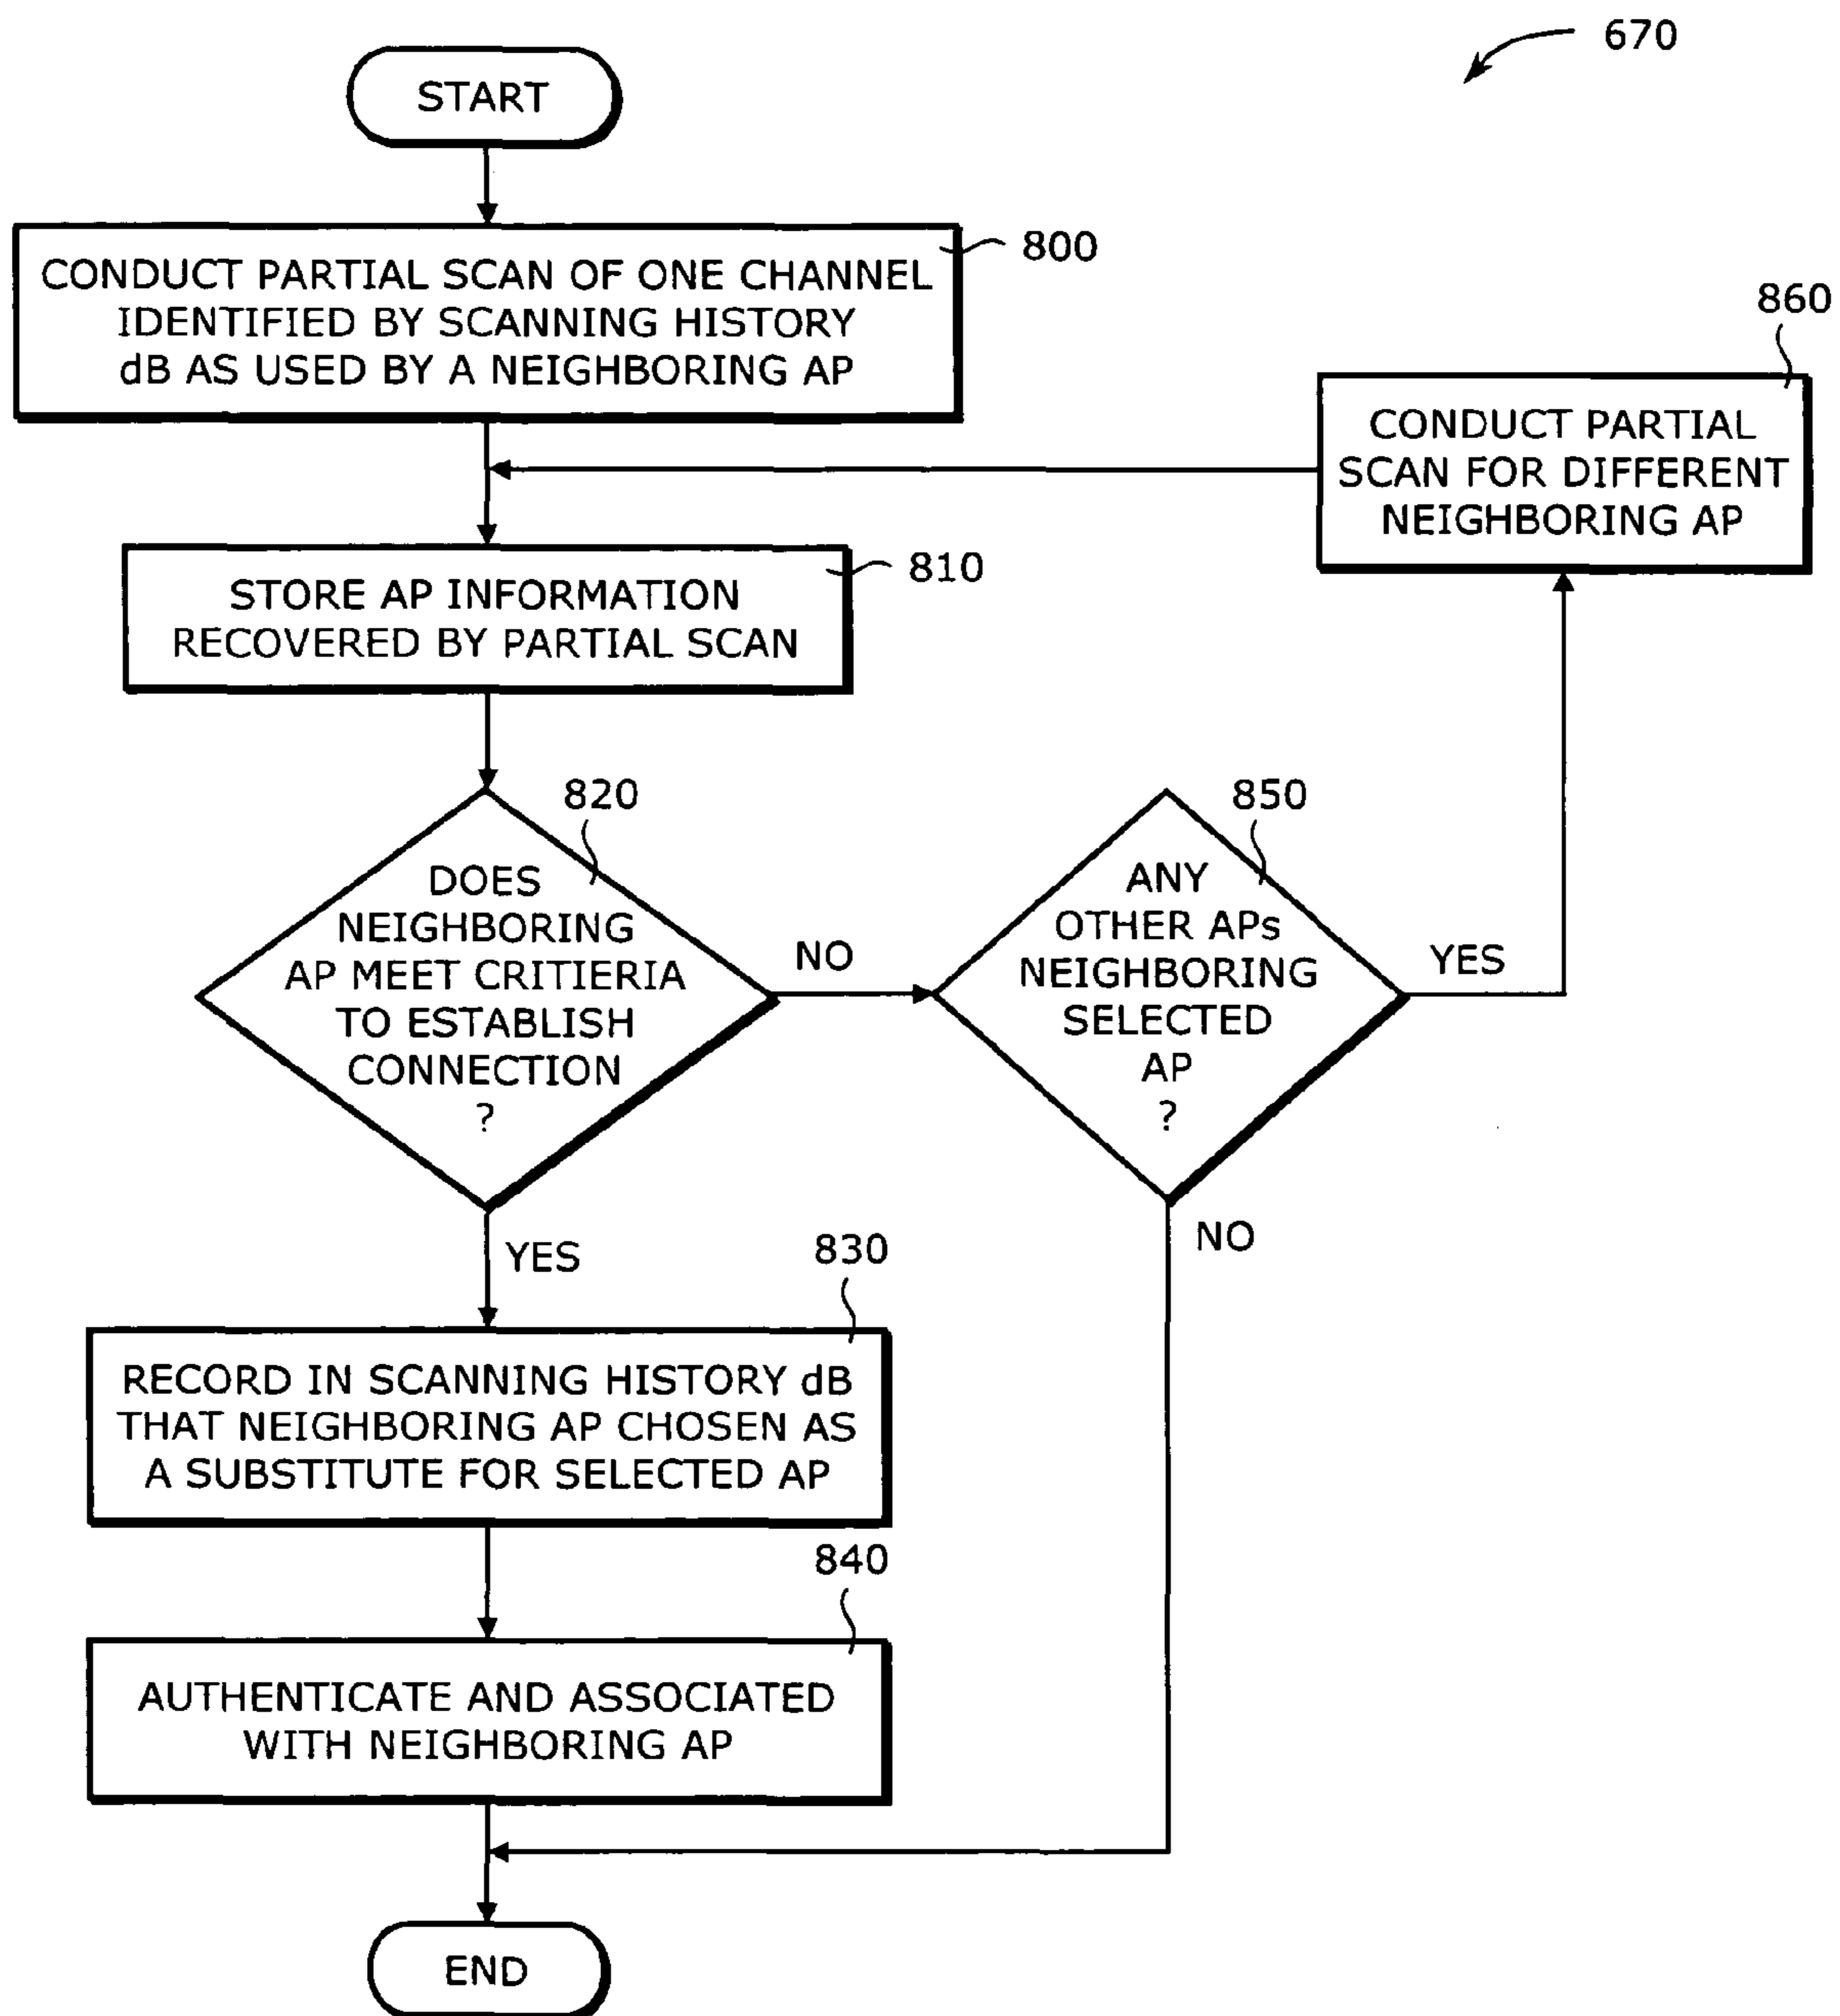 670
START
800
CONDUCT PARTIAL SCAN OF ONE CHANNEL
IDENTIFIED BY SCANNING HISTORY
dB AS USED BY A NEIGHBORING AP
860
CONDUCT PARTIAL
SCAN FOR DIFFERENT
NEIGHBORING AP
810
STORE AP INFORMATION
RECOVERED BY PARTIAL SCAN
820
DOES
NEIGHBORING
AP MEET CRITIERIA
TO ESTABLISH
CONNECTION
?
NO
YES
850
ANY
OTHER APs
NEIGHBORING
SELECTED
AP
?
YES
NO
830
RECORD IN SCANNING HISTORY dB
THAT NEIGHBORING AP CHOSEN AS
A SUBSTITUTE FOR SELECTED AP
840
AUTHENTICATE AND ASSOCIATED
WITH NEIGHBORING AP
END